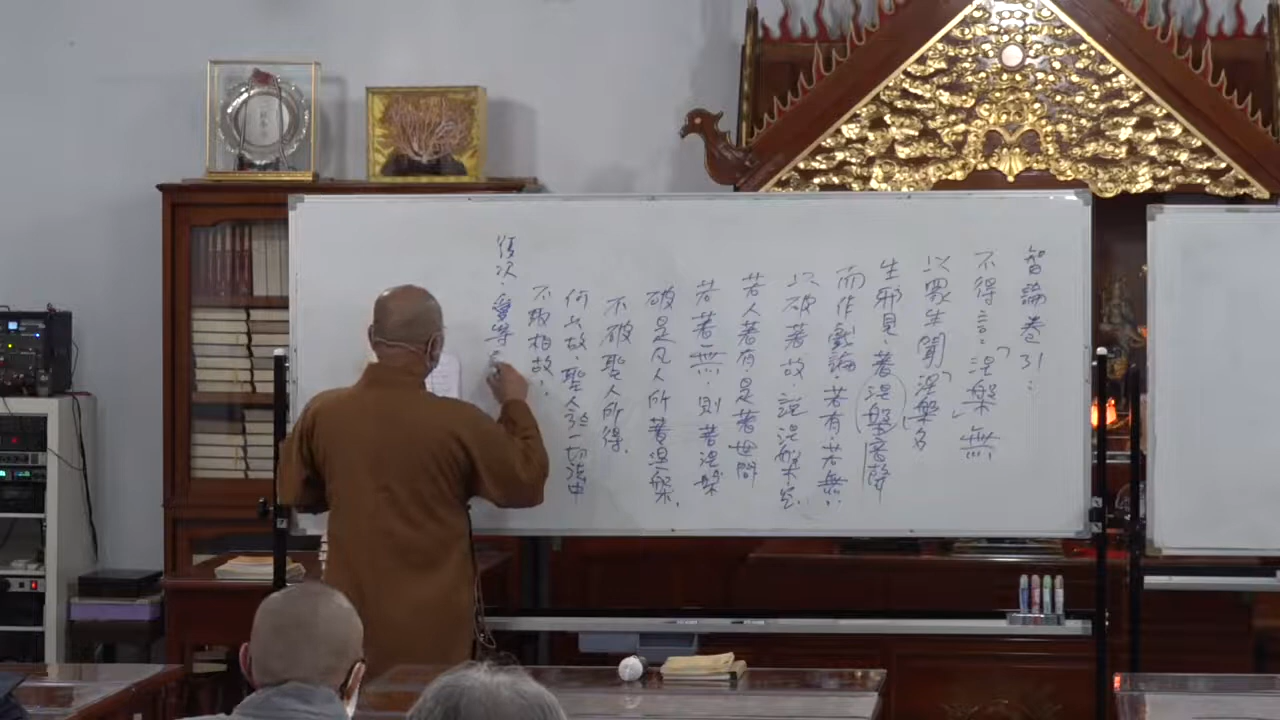 智論卷31：
不得言：「涅槃」無
以眾生聞「涅槃」名
生邪見，著涅槃音聲
而作戲論：若有，若無；
以破著故，說涅槃空。
若人著有，是著世間
若著無，則著涅槃
破是凡人所著涅槃，
不破聖人所得。
何以故，聖人於一切法中
不取相故；
復次，愛等